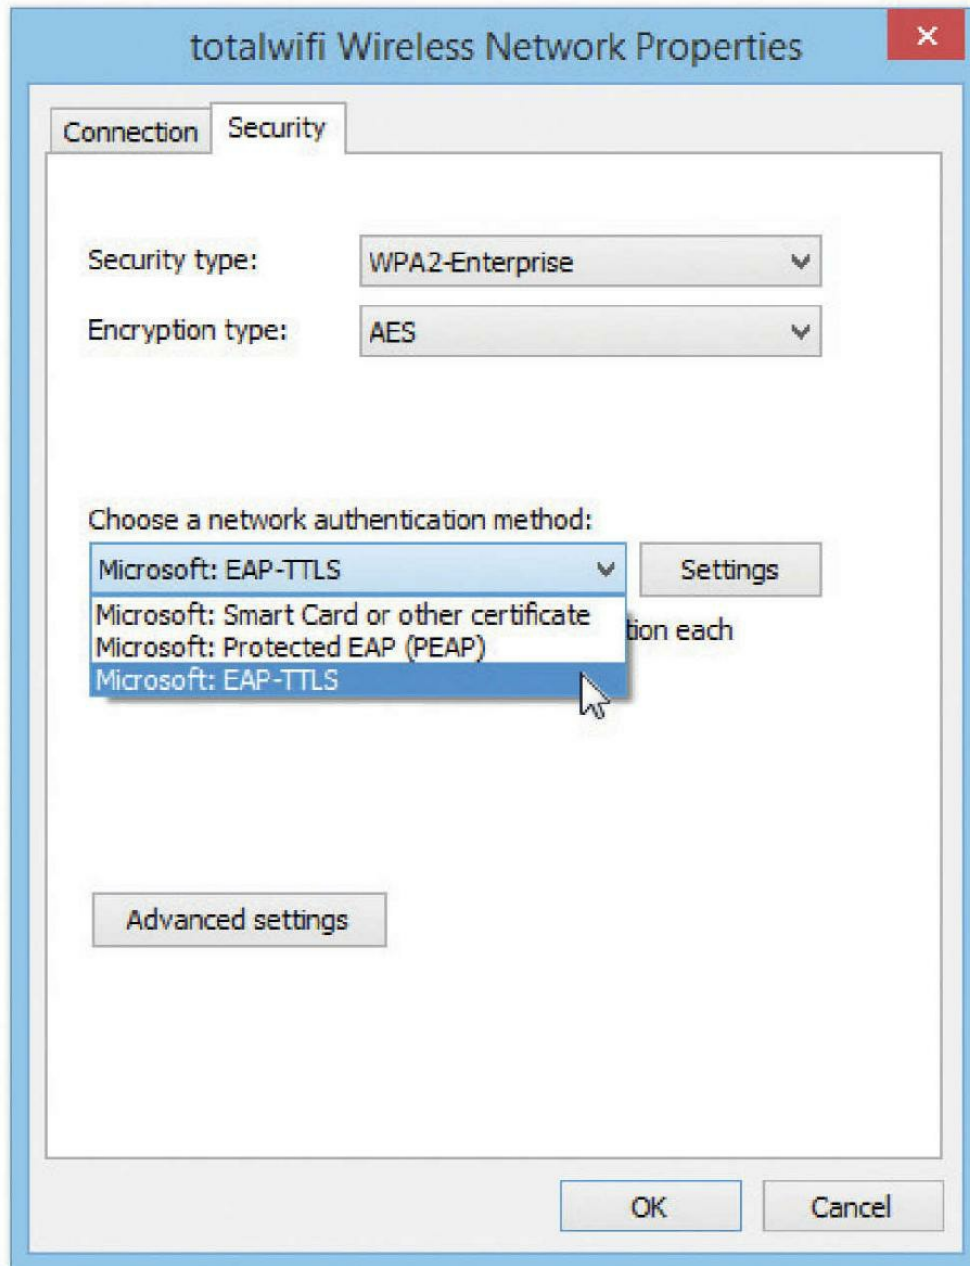 totalwifi Wireless Network Properties
Connection Security
Security type: WPA2-Enterprise
Encryption type: AES
Choose a network authentication method:
Microsoft: EAP-TTLS Settings
Microsoft: Smart Card or other certificate
tion each
Microsoft: Protected EAP (PEAP)
Microsoft: EAP-TTLS
Advanced settings
OK Cancel